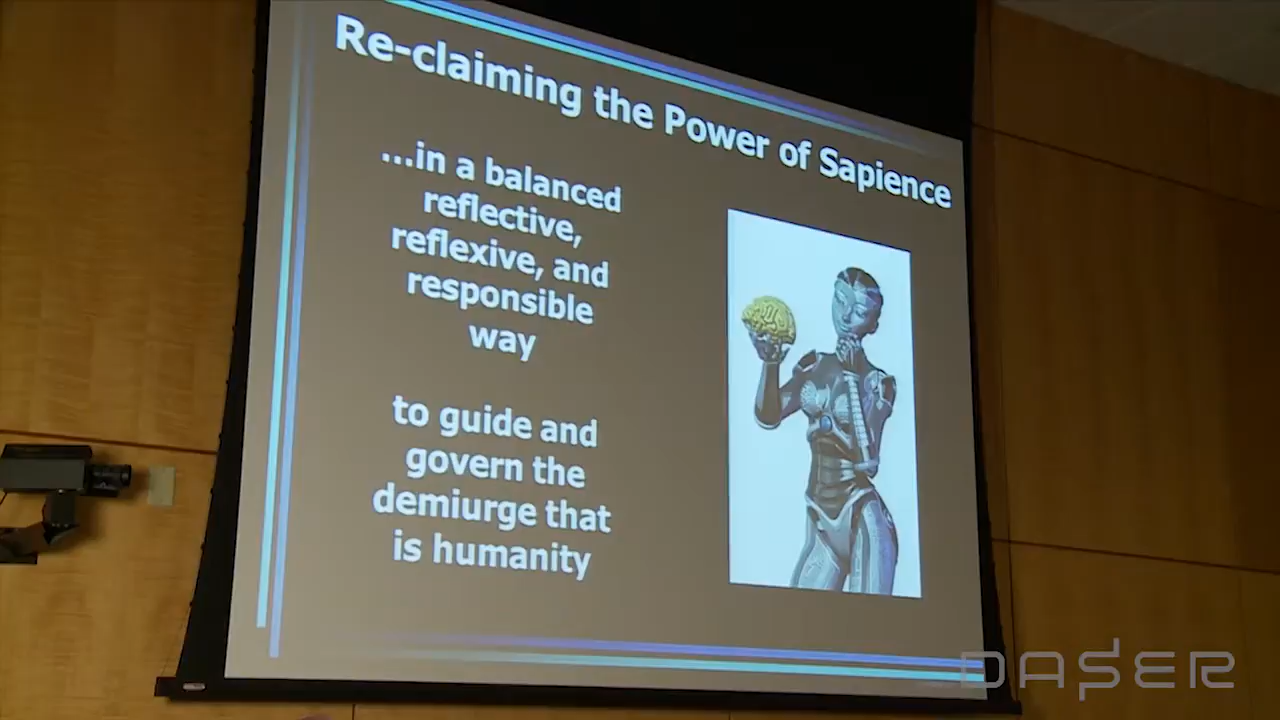 Re-claiming the Power of Sapience
...in a balanced
reflective,
reflexive, and
responsible
way
to guide and
govern the
demiurge that
is humanity
DASER